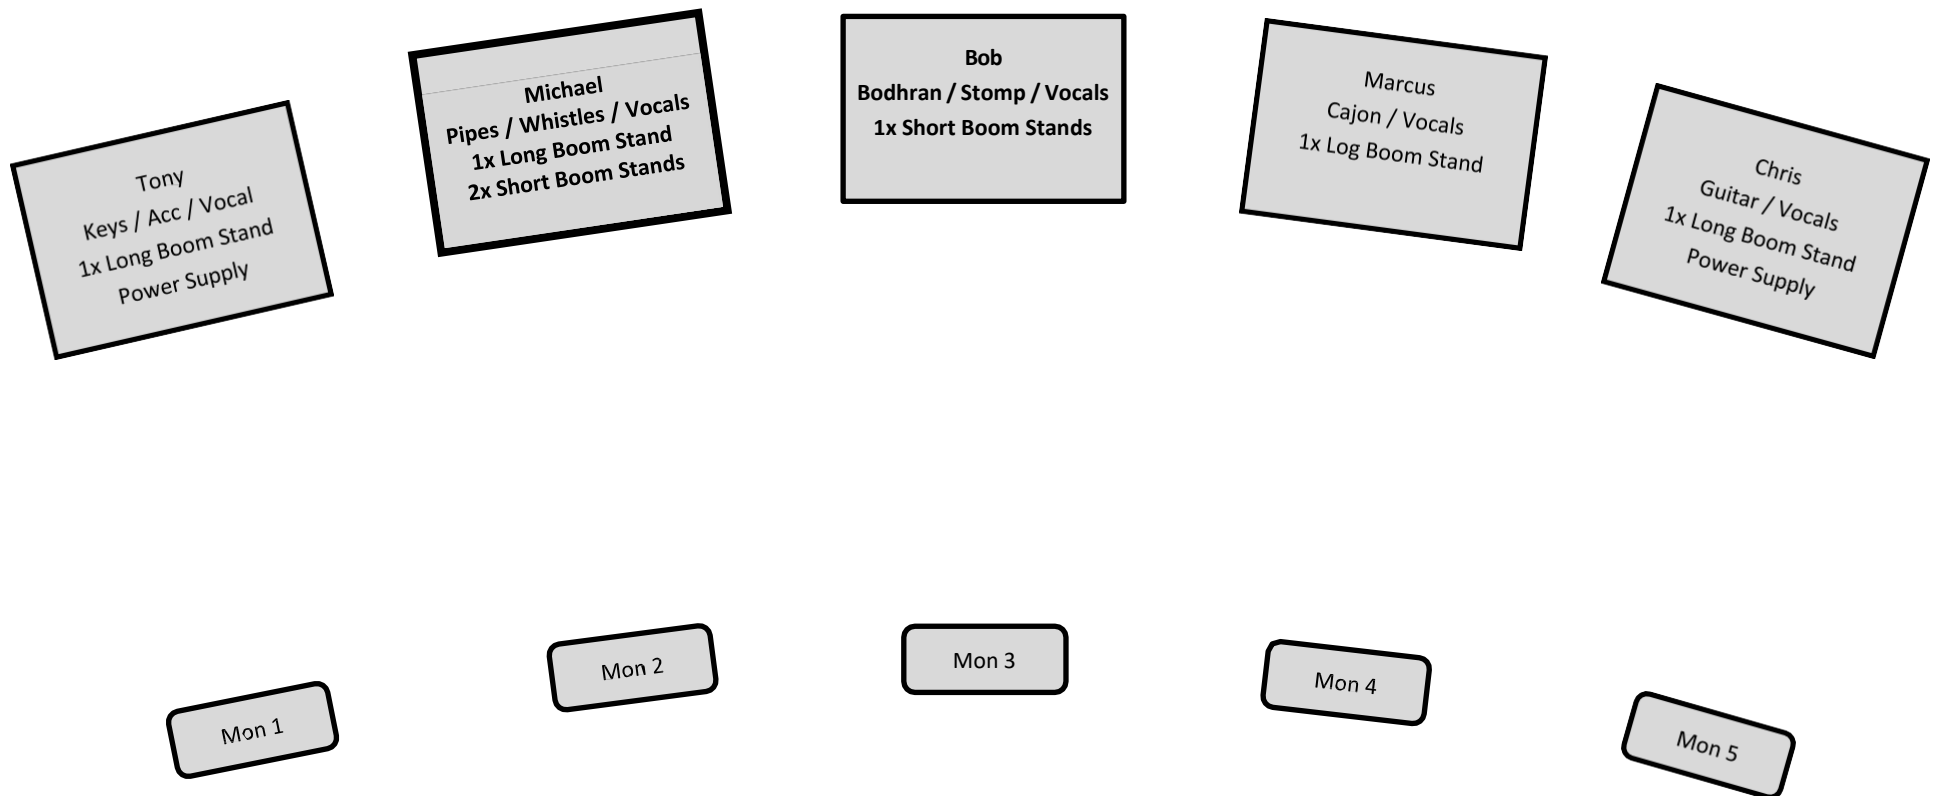 Tony
Keys / Acc / Vocal
1x Long Boom Stand
Power Supply
Michael
Pipes / Whistles / Vocals
1x Long Boom Stand
2x Short Boom Stands
Bob
Bodhran / Stomp / Vocals
1x Short Boom Stands
Marcus
Cajon / Vocals
1x Log Boom Stand
Chris
Guitar / Vocals
1x Long Boom Stand
Power Supply
Mon 1
Mon 2
Mon 3
Mon 4
Mon 5